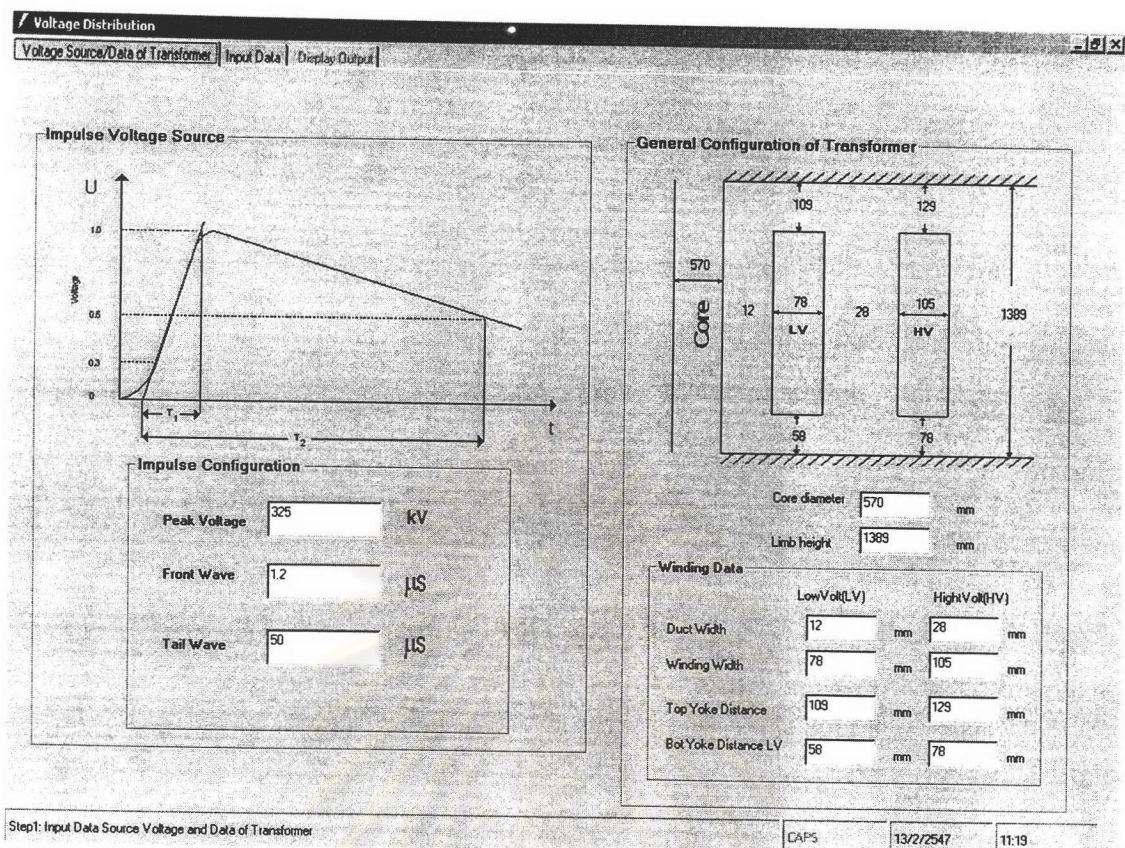 Voltage Distribution
Voltage Source/Data of Transformer Input Data Display Output
Impulse Voltage Source
U
1.0
Voltage
0.5
0.3
0
T1
T2
t
Impulse Configuration
Peak Voltage 325 kV
Front Wave 1.2 µS
Tail Wave 50 µS
General Configuration of Transformer
109 129
570
Core
12 78 28 105 1389
LV HV
58 78
Core diameter 570 mm
Limb height 1389 mm
Winding Data
LowVolt(LV) HightVolt(HV)
Duct Width 12 mm 28 mm
Winding Width 78 mm 105 mm
Top Yoke Distance 109 mm 129 mm
Bot Yoke Distance LV 58 mm 78 mm
Step1: Input Data Source Voltage and Data of Transformer
CAPS 13/2/2547 11:19